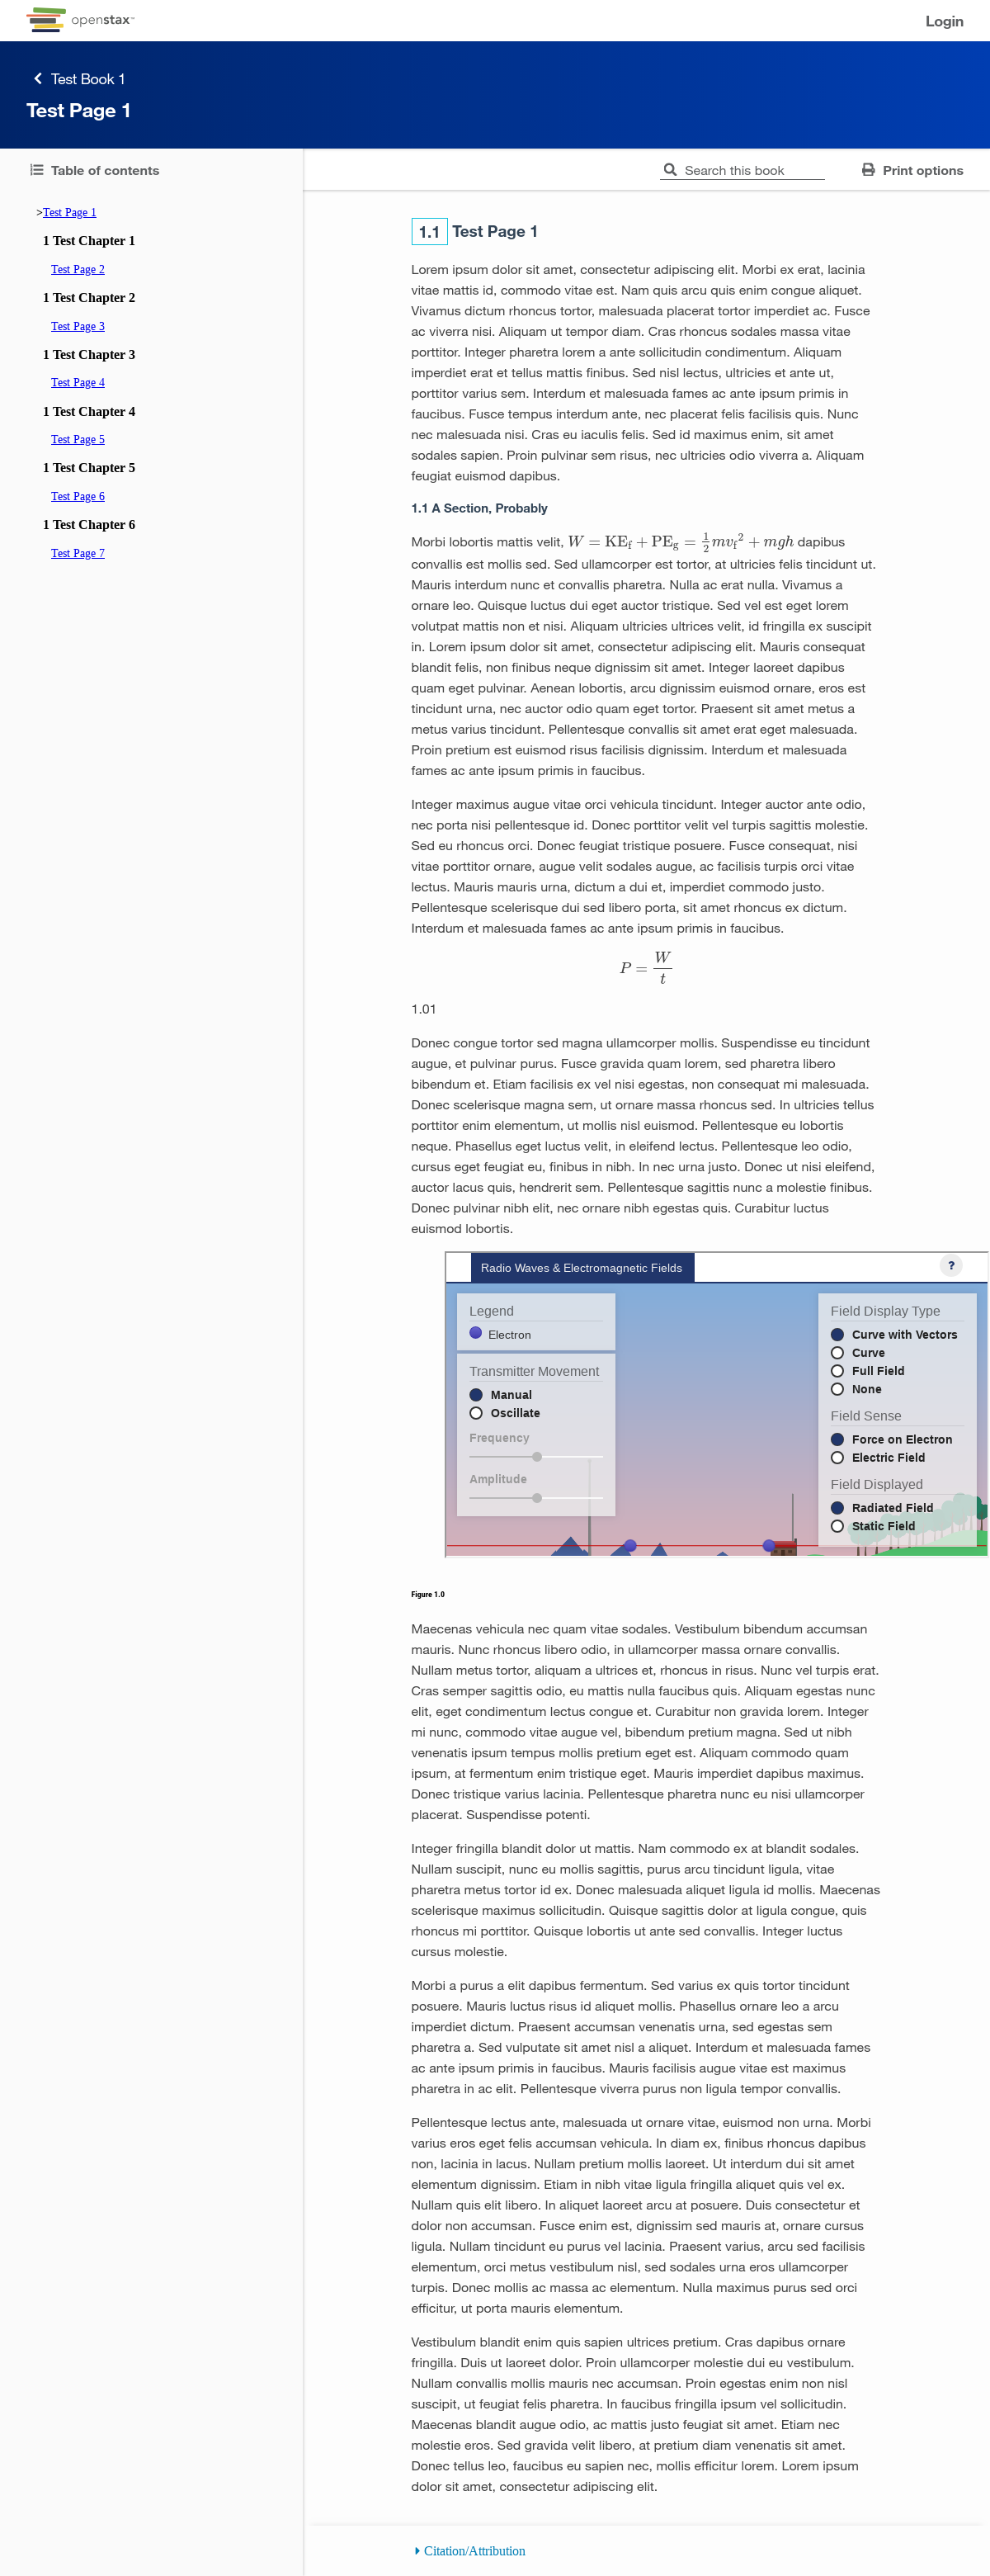 openstax™
Login
Test Book 1
Test Page 1
Table of contents
Search this book
Print options
>Test Page 1
1 Test Chapter 1
Test Page 2
1 Test Chapter 2
Test Page 3
1 Test Chapter 3
Test Page 4
1 Test Chapter 4
Test Page 5
1 Test Chapter 5
Test Page 6
1 Test Chapter 6
Test Page 7
1.1 Test Page 1
Lorem ipsum dolor sit amet, consectetur adipiscing elit. Morbi ex erat, lacinia
vitae mattis id, commodo vitae est. Nam quis arcu quis enim congue aliquet.
Vivamus dictum rhoncus tortor, malesuada placerat tortor imperdiet ac. Fusce
ac viverra nisi. Aliquam ut tempor diam. Cras rhoncus sodales massa vitae
porttitor. Integer pharetra lorem a ante sollicitudin condimentum. Aliquam
imperdiet erat et tellus mattis finibus. Sed nisl lectus, ultricies et ante ut,
porttitor varius sem. Interdum et malesuada fames ac ante ipsum primis in
faucibus. Fusce tempus interdum ante, nec placerat felis facilisis quis. Nunc
nec malesuada nisi. Cras eu iaculis felis. Sed id maximus enim, sit amet
sodales sapien. Proin pulvinar sem risus, nec ultricies odio viverra a. Aliquam
feugiat euismod dapibus.
1.1 A Section, Probably
Morbi lobortis mattis velit, W = KE_f + PE_g = 1/2 mv_f^2 + mgh dapibus
convallis est mollis sed. Sed ullamcorper est tortor, at ultricies felis tincidunt ut.
Mauris interdum nunc et convallis pharetra. Nulla ac erat nulla. Vivamus a
ornare leo. Quisque luctus dui eget auctor tristique. Sed vel est eget lorem
volutpat mattis non et nisi. Aliquam ultricies ultrices velit, id fringilla ex suscipit
in. Lorem ipsum dolor sit amet, consectetur adipiscing elit. Mauris consequat
blandit felis, non finibus neque dignissim sit amet. Integer laoreet dapibus
quam eget pulvinar. Aenean lobortis, arcu dignissim euismod ornare, eros est
tincidunt urna, nec auctor odio quam eget tortor. Praesent sit amet metus a
metus varius tincidunt. Pellentesque convallis sit amet erat eget malesuada.
Proin pretium est euismod risus facilisis dignissim. Interdum et malesuada
fames ac ante ipsum primis in faucibus.
Integer maximus augue vitae orci vehicula tincidunt. Integer auctor ante odio,
nec porta nisi pellentesque id. Donec porttitor velit vel turpis sagittis molestie.
Sed eu rhoncus orci. Donec feugiat tristique posuere. Fusce consequat, nisi
vitae porttitor ornare, augue velit sodales augue, ac facilisis turpis orci vitae
lectus. Mauris mauris urna, dictum a dui et, imperdiet commodo justo.
Pellentesque scelerisque dui sed libero porta, sit amet rhoncus ex dictum.
Interdum et malesuada fames ac ante ipsum primis in faucibus.
P = W/t
1.01
Donec congue tortor sed magna ullamcorper mollis. Suspendisse eu tincidunt
augue, et pulvinar purus. Fusce gravida quam lorem, sed pharetra libero
bibendum et. Etiam facilisis ex vel nisi egestas, non consequat mi malesuada.
Donec scelerisque magna sem, ut ornare massa rhoncus sed. In ultricies tellus
porttitor enim elementum, ut mollis nisl euismod. Pellentesque eu lobortis
neque. Phasellus eget luctus velit, in eleifend lectus. Pellentesque leo odio,
cursus eget feugiat eu, finibus in nibh. In nec urna justo. Donec ut nisi eleifend,
auctor lacus quis, hendrerit sem. Pellentesque sagittis nunc a molestie finibus.
Donec pulvinar nibh elit, nec ornare nibh egestas quis. Curabitur luctus
euismod lobortis.
Radio Waves & Electromagnetic Fields
?
Legend
Electron
Transmitter Movement
Manual
Oscillate
Frequency
Amplitude
Field Display Type
Curve with Vectors
Curve
Full Field
None
Field Sense
Force on Electron
Electric Field
Field Displayed
Radiated Field
Static Field
Figure 1.0
Maecenas vehicula nec quam vitae sodales. Vestibulum bibendum accumsan
mauris. Nunc rhoncus libero odio, in ullamcorper massa ornare convallis.
Nullam metus tortor, aliquam a ultrices et, rhoncus in risus. Nunc vel turpis erat.
Cras semper sagittis odio, eu mattis nulla faucibus quis. Aliquam egestas nunc
elit, eget condimentum lectus congue et. Curabitur non gravida lorem. Integer
mi nunc, commodo vitae augue vel, bibendum pretium magna. Sed ut nibh
venenatis ipsum tempus mollis pretium eget est. Aliquam commodo quam
ipsum, at fermentum enim tristique eget. Mauris imperdiet dapibus maximus.
Donec tristique varius lacinia. Pellentesque pharetra nunc eu nisi ullamcorper
placerat. Suspendisse potenti.
Integer fringilla blandit dolor ut mattis. Nam commodo ex at blandit sodales.
Nullam suscipit, nunc eu mollis sagittis, purus arcu tincidunt ligula, vitae
pharetra metus tortor id ex. Donec malesuada aliquet ligula id mollis. Maecenas
scelerisque maximus sollicitudin. Quisque sagittis dolor at ligula congue, quis
rhoncus mi porttitor. Quisque lobortis ut ante sed convallis. Integer luctus
cursus molestie.
Morbi a purus a elit dapibus fermentum. Sed varius ex quis tortor tincidunt
posuere. Mauris luctus risus id aliquet mollis. Phasellus ornare leo a arcu
imperdiet dictum. Praesent accumsan venenatis urna, sed egestas sem
pharetra a. Sed vulputate sit amet nisl a aliquet. Interdum et malesuada fames
ac ante ipsum primis in faucibus. Mauris facilisis augue vitae est maximus
pharetra in ac elit. Pellentesque viverra purus non ligula tempor convallis.
Pellentesque lectus ante, malesuada ut ornare vitae, euismod non urna. Morbi
varius eros eget felis accumsan vehicula. In diam ex, finibus rhoncus dapibus
non, lacinia in lacus. Nullam pretium mollis laoreet. Ut interdum dui sit amet
elementum dignissim. Etiam in nibh vitae ligula fringilla aliquet quis vel ex.
Nullam quis elit libero. In aliquet laoreet arcu at posuere. Duis consectetur et
dolor non accumsan. Fusce enim est, dignissim sed mauris at, ornare cursus
ligula. Nullam tincidunt eu purus vel lacinia. Praesent varius, arcu sed facilisis
elementum, orci metus vestibulum nisl, sed sodales urna eros ullamcorper
turpis. Donec mollis ac massa ac elementum. Nulla maximus purus sed orci
efficitur, ut porta mauris elementum.
Vestibulum blandit enim quis sapien ultrices pretium. Cras dapibus ornare
fringilla. Duis ut laoreet dolor. Proin ullamcorper molestie dui eu vestibulum.
Nullam convallis mollis mauris nec accumsan. Proin egestas enim non nisl
suscipit, ut feugiat felis pharetra. In faucibus fringilla ipsum vel sollicitudin.
Maecenas blandit augue odio, ac mattis justo feugiat sit amet. Etiam nec
molestie eros. Sed gravida velit libero, at pretium diam venenatis sit amet.
Donec tellus leo, faucibus eu sapien nec, mollis efficitur lorem. Lorem ipsum
dolor sit amet, consectetur adipiscing elit.
Citation/Attribution